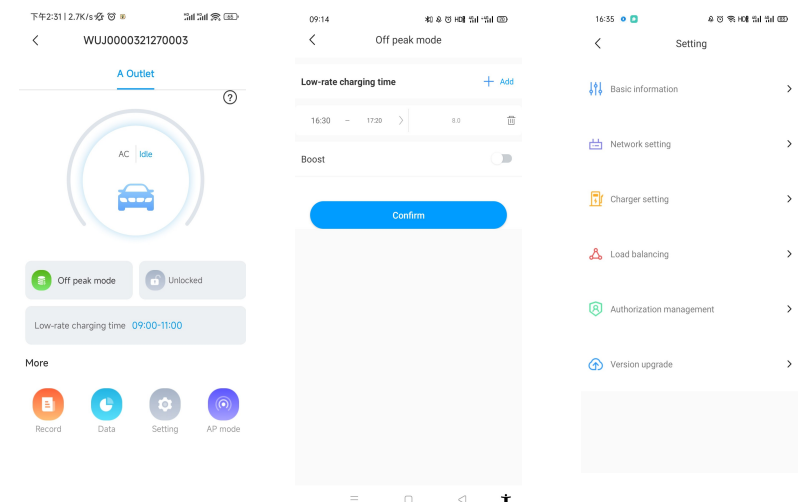 下午2:31 | 2.7K/s
65
WUJ0000321270003
A Outlet
?
AC Idle
Off peak mode
Unlocked
Low-rate charging time 09:00-11:00
More
Record
Data
Setting
AP mode
09:14
Off peak mode
Low-rate charging time
+ Add
16:30 – 17:20
8.0
Boost
Confirm
16:35
Setting
Basic information
Network setting
Charger setting
Load balancing
Authorization management
Version upgrade